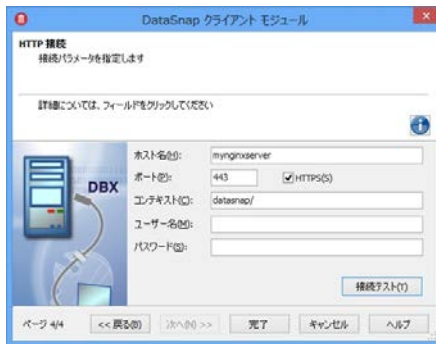 DataSnap クライアント モジュール
HTTP 接続
接続パラメータを指定します
詳細については、フィールドをクリックしてください
DBX
ホスト名(H): mynginxserver
ポート(P): 443 HTTPS(S)
コンテキスト(C): datasnap/
ユーザー名(M):
パスワード(S):
接続テスト(T)
ページ 4/4 << 戻る(B) 次へ(N) >> 完了 キャンセル ヘルプ